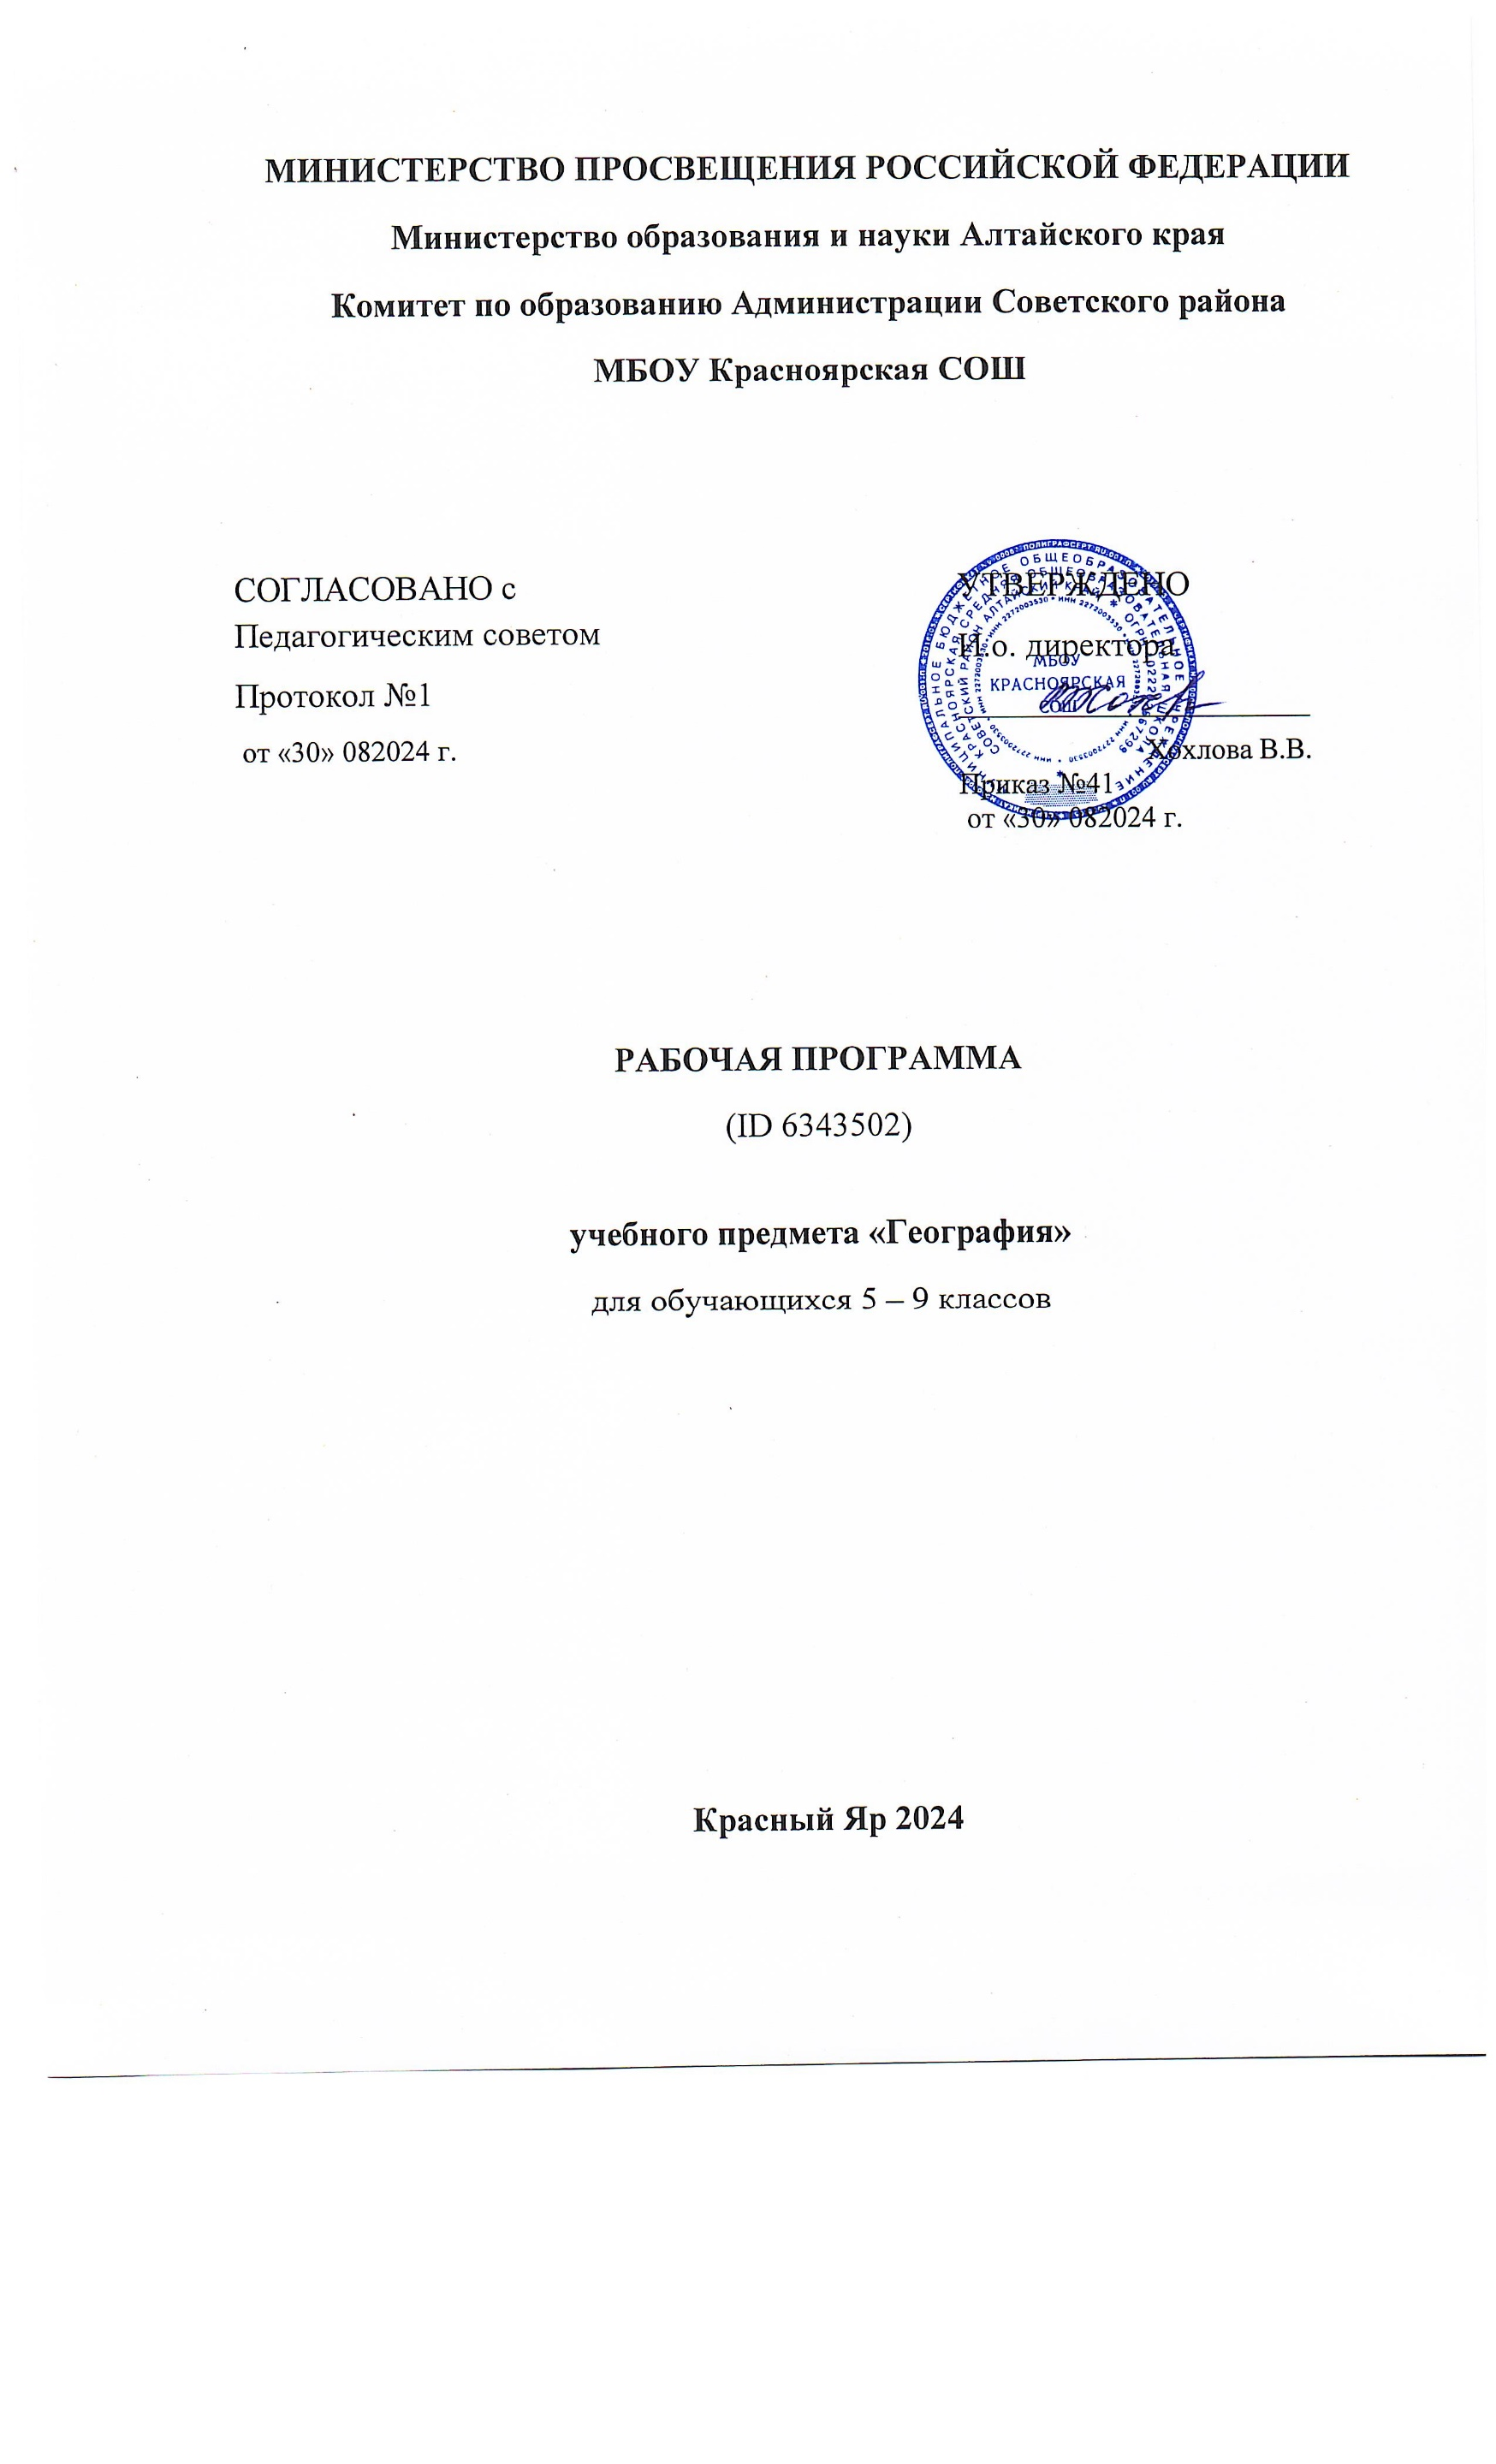 МИНИСТЕРСТВО ПРОСВЕЩЕНИЯ РОССИЙСКОЙ ФЕДЕРАЦИИ
Министерство образования и науки Алтайского края
Комитет по образованию Администрации Советского района
МБОУ Красноярская СОШ
СОГЛАСОВАНО с
Педагогическим советом
Протокол №1
от «30» 082024 г.
УТВЕРЖДЕНО
И.о. директора
МБОУ
КРАСНОЯРСКАЯ
СОШ
Хохлова В.В.
Приказ №41
от «30» 082024 г.
РАБОЧАЯ ПРОГРАММА
(ID 6343502)
учебного предмета «География»
для обучающихся 5 – 9 классов
Красный Яр 2024